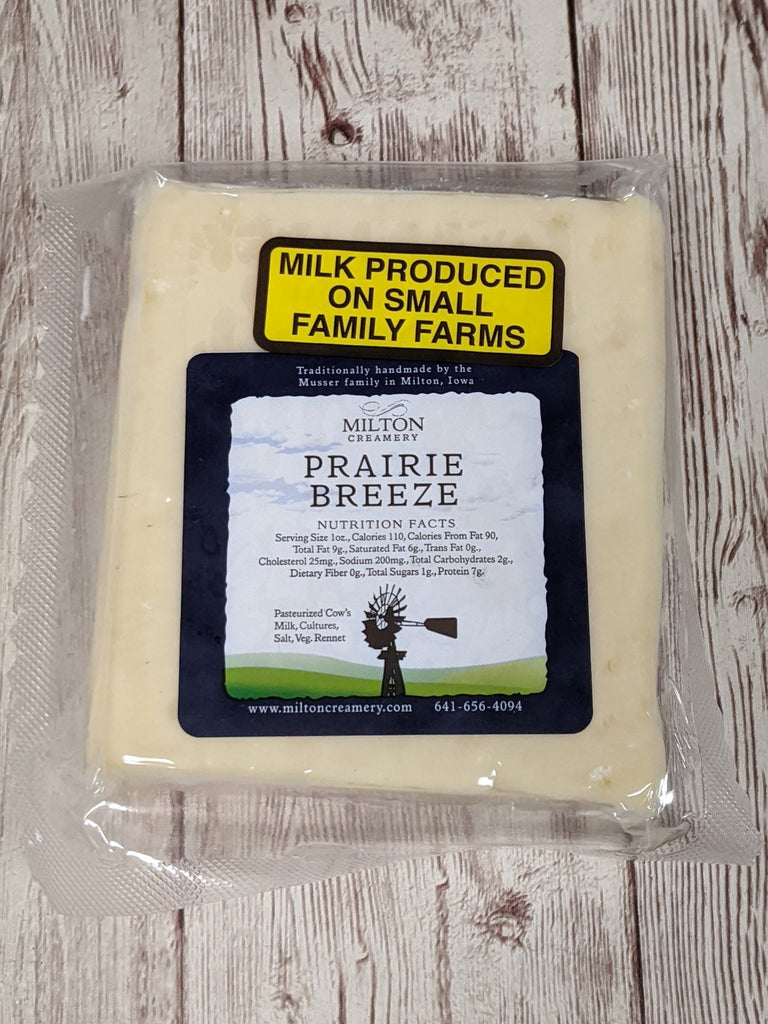 MILK PRODUCED
ON SMALL
FAMILY FARMS
Traditionally handmade by the
Musser family in Milton, Iowa
MILTON
CREAMERY
PRAIRIE
BREEZE
NUTRITION FACTS
Serving Size 1oz., Calories 110, Calories From Fat 90,
Total Fat 9g., Saturated Fat 6g., Trans Fat 0g.,
Cholesterol 25mg., Sodium 200mg., Total Carbohydrates 2g.,
Dietary Fiber 0g., Total Sugars 1g., Protein 7g.
Pasteurized Cow's
Milk, Cultures,
Salt, Veg. Rennet
www.miltoncreamery.com 641-656-4094